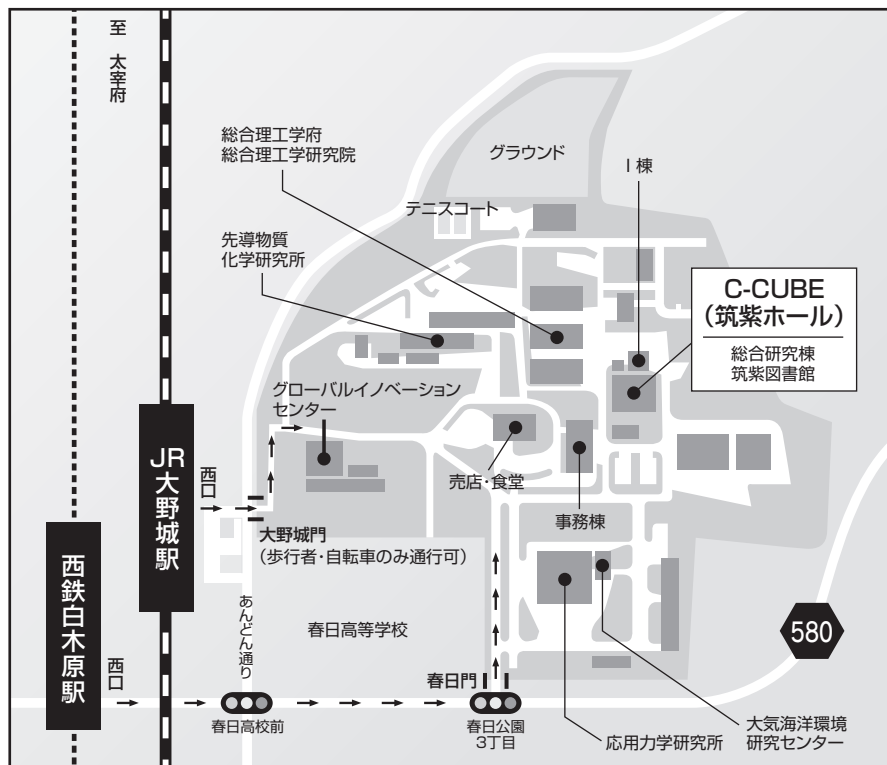 至 太宰府
総合理工学府
総合理工学研究院
グラウンド
I 棟
テニスコート
先導物質
化学研究所
C-CUBE
(筑紫ホール)
総合研究棟
筑紫図書館
グローバルイノベーション
センター
JR大野城駅
西口
売店・食堂
事務棟
大野城門
(歩行者・自転車のみ通行可)
西鉄白木原駅
西口
あんどん通り
春日高等学校
580
春日門
春日高校前
春日公園
3丁目
応用力学研究所
大気海洋環境
研究センター